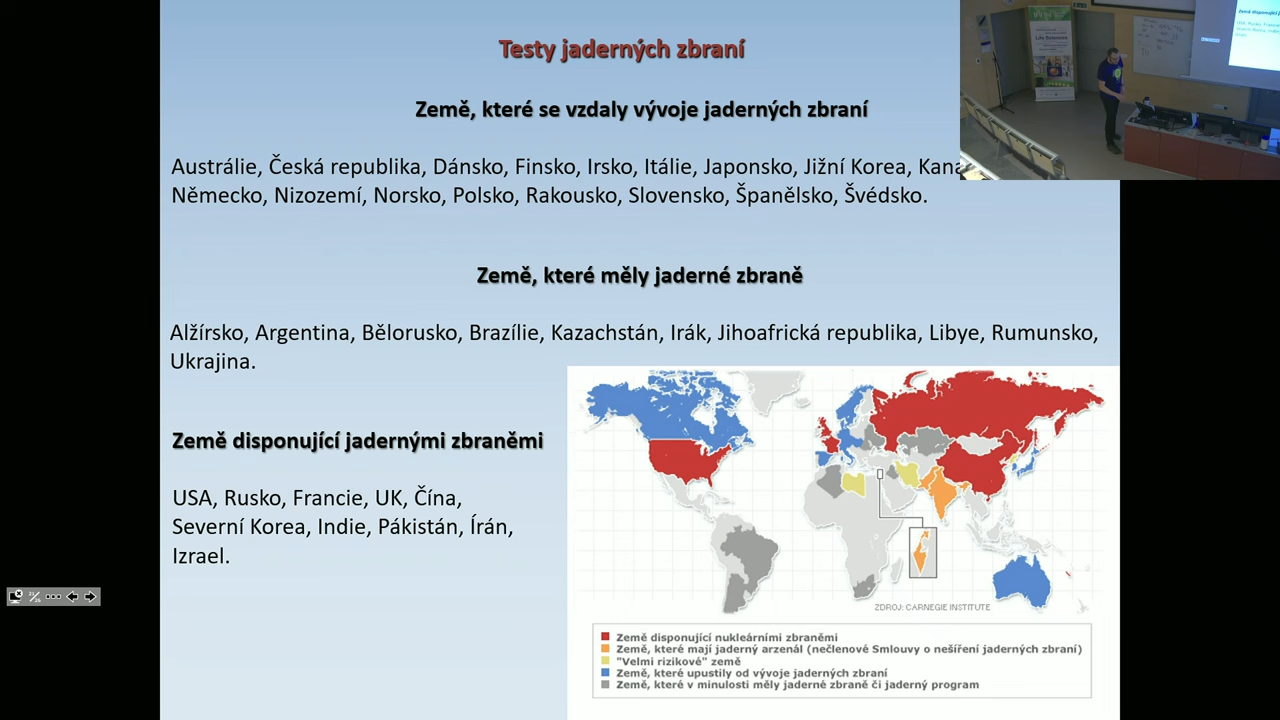 Testy jaderných zbraní
Země, které se vzdaly vývoje jaderných zbraní
Austrálie, Česká republika, Dánsko, Finsko, Irsko, Itálie, Japonsko, Jižní Korea,
Německo, Nizozemí, Norsko, Polsko, Rakousko, Slovensko, Španělsko, Švédsko.
Země, které měly jaderné zbraně
Alžírsko, Argentina, Bělorusko, Brazílie, Kazachstán, Irák, Jihoafrická republika, Libye, Rumunsko,
Ukrajina.
Země disponující jadernými zbraněmi
USA, Rusko, Francie, UK, Čína,
Severní Korea, Indie, Pákistán, Írán,
Izrael.
ZDROJ: CARNEGIE INSTITUTE
Země disponující nukleárními zbraněmi
Země, které mají jaderný arzenál (nečlenové Smlouvy o nešíření jaderných zbraní)
"Velmi rizikové" země
Země, které upustily od vývoje jaderných zbraní
Země, které v minulosti měly jaderné zbraně či jaderný program